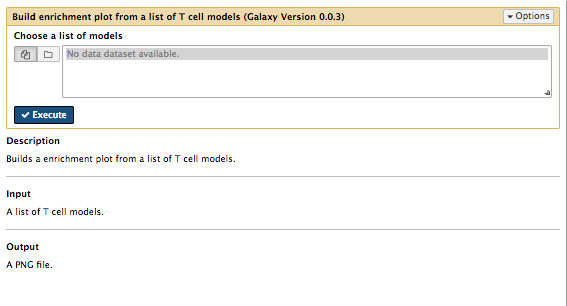 Build enrichment plot from a list of T cell models (Galaxy Version 0.0.3)
Options
Choose a list of models
No data dataset available.
Execute
Description
Builds a enrichment plot from a list of T cell models.
Input
A list of T cell models.
Output
A PNG file.